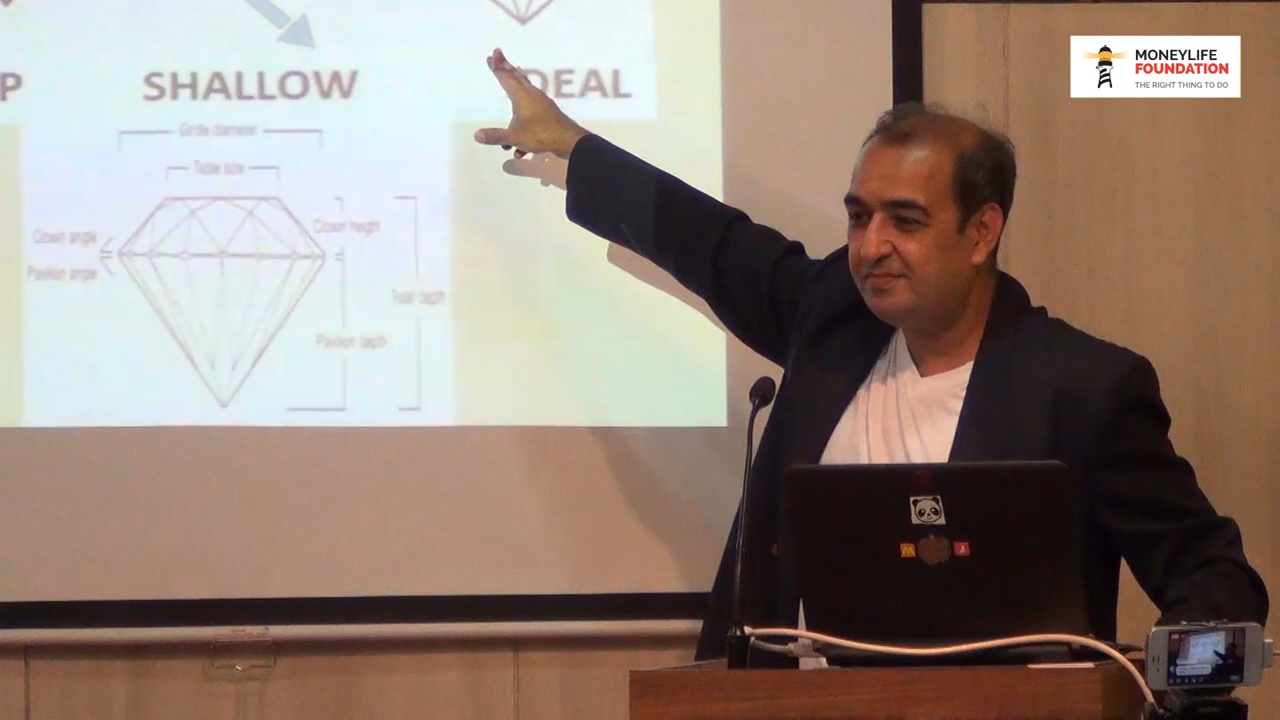 P
SHALLOW
IDEAL
Girdle diameter
Table size
Crown angle
Crown height
Pavilion angle
Total depth
Pavilion depth
MONEYLIFE
FOUNDATION
THE RIGHT THING TO DO
M
J